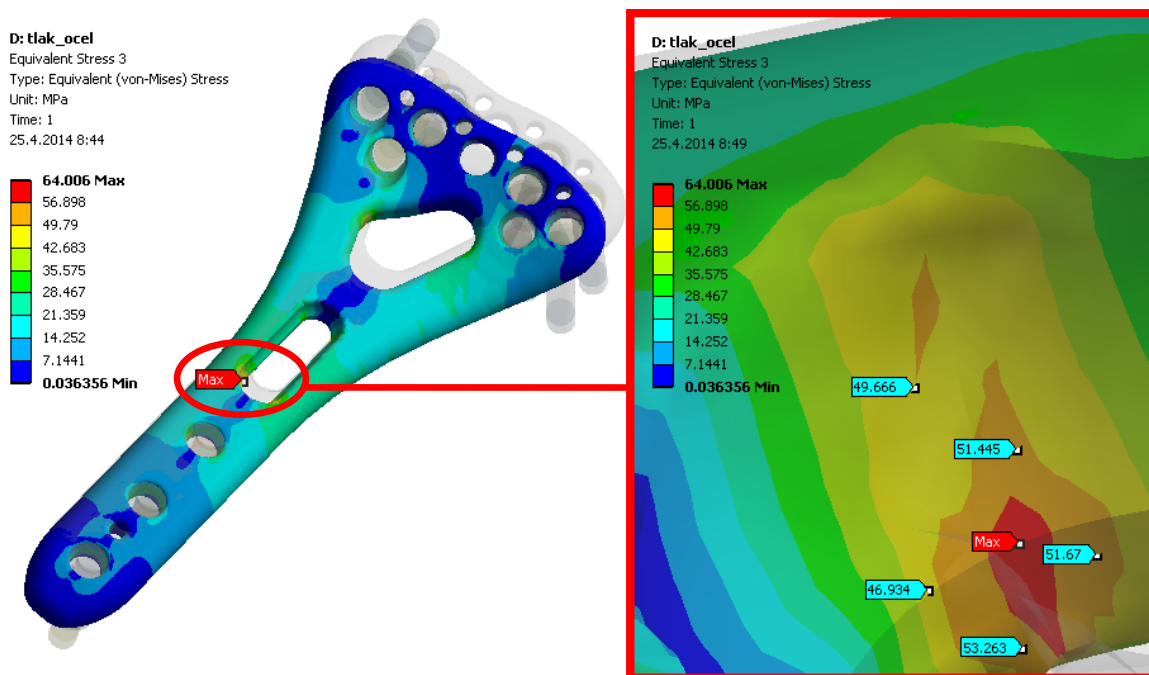 D: tlak_ocel
Equivalent Stress 3
Type: Equivalent (von-Mises) Stress
Unit: MPa
Time: 1
25.4.2014 8:44
64.006 Max
56.898
49.79
42.683
35.575
28.467
21.359
14.252
7.1441
0.036356 Min
Max
D: tlak_ocel
Equivalent Stress 3
Type: Equivalent (von-Mises) Stress
Unit: MPa
Time: 1
25.4.2014 8:49
64.006 Max
56.898
49.79
42.683
35.575
28.467
21.359
14.252
7.1441
0.036356 Min
49.666
51.445
Max
51.67
46.934
53.263